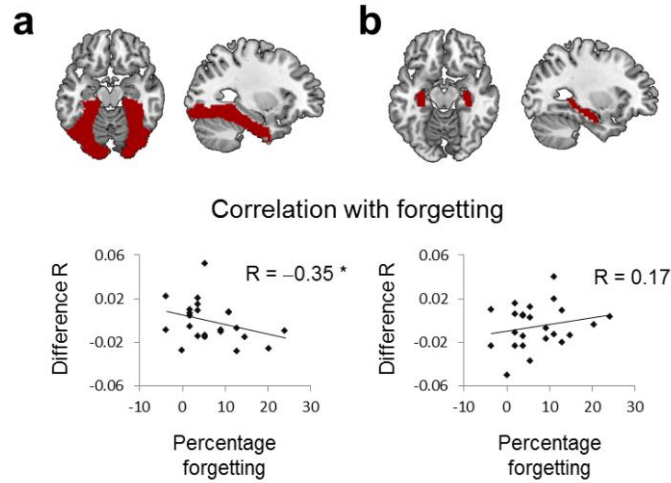 a
b
Correlation with forgetting
R = –0.35 *
R = 0.17
Difference R
0.06
0.02
-0.02
-0.06
-10 0 10 20 30
Percentage
forgetting
Difference R
0.06
0.02
-0.02
-0.06
-10 0 10 20 30
Percentage
forgetting